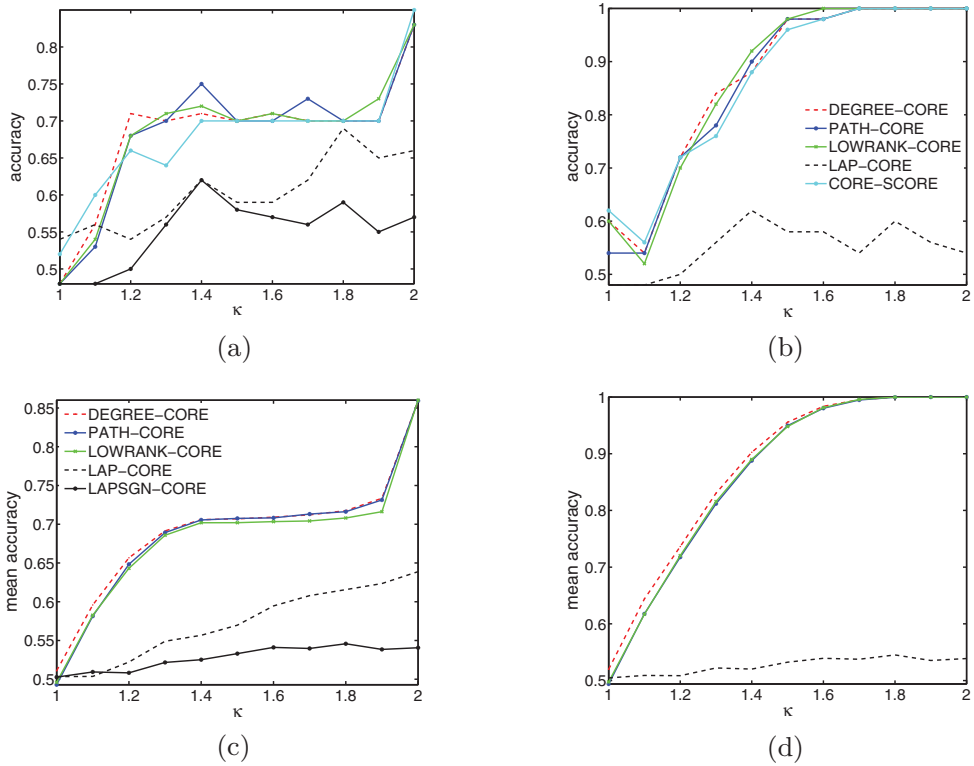 accuracy
0.8
0.75
0.7
0.65
0.6
0.55
0.5
1
1.2
1.4
1.6
1.8
2
κ
(a)
accuracy
1
0.9
0.8
0.7
0.6
0.5
DEGREE−CORE
PATH−CORE
LOWRANK−CORE
LAP−CORE
CORE−SCORE
1
1.2
1.4
1.6
1.8
2
κ
(b)
mean accuracy
0.85
0.8
0.75
0.7
0.65
0.6
0.55
0.5
DEGREE−CORE
PATH−CORE
LOWRANK−CORE
LAP−CORE
LAPSGN−CORE
1
1.2
1.4
1.6
1.8
2
κ
(c)
mean accuracy
1
0.9
0.8
0.7
0.6
0.5
1
1.2
1.4
1.6
1.8
2
κ
(d)